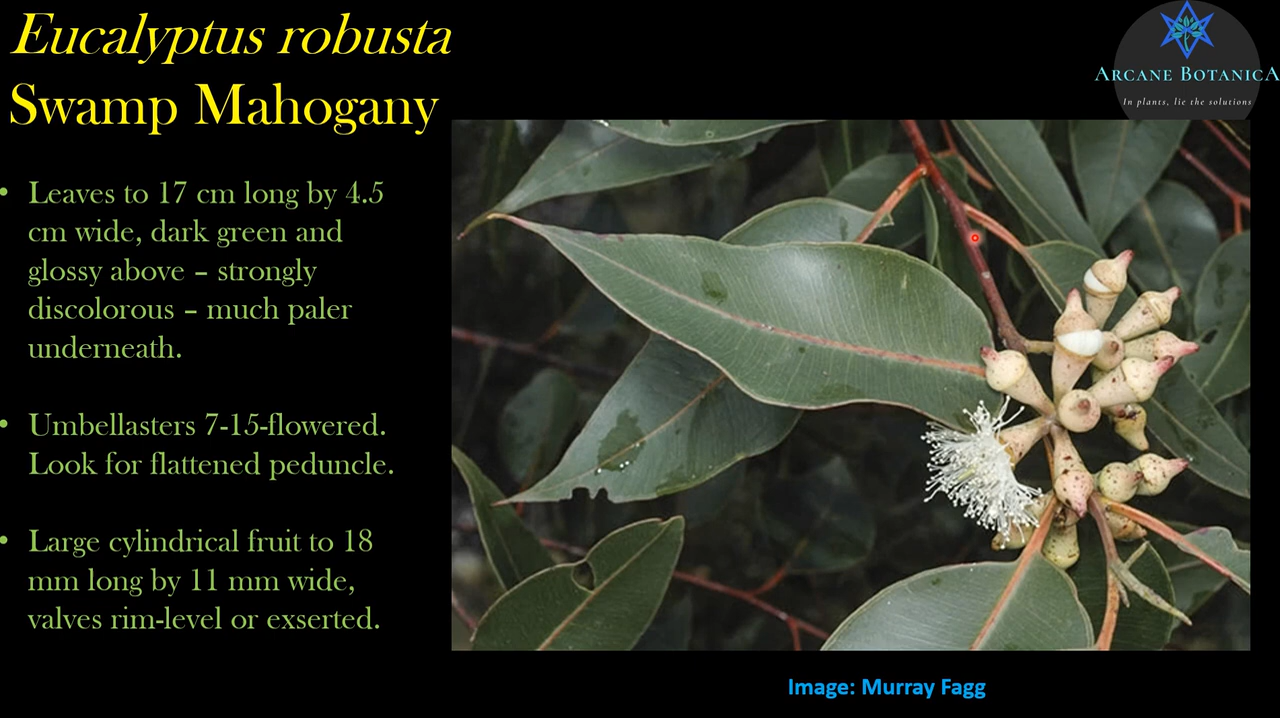 Eucalyptus robusta
Swamp Mahogany
ARCANE BOTANICA
In plants, lie the solutions
• Leaves to 17 cm long by 4.5
cm wide, dark green and
glossy above – strongly
discolorous – much paler
underneath.
• Umbellasters 7-15-flowered.
Look for flattened peduncle.
• Large cylindrical fruit to 18
mm long by 11 mm wide,
valves rim-level or exserted.
Image: Murray Fagg